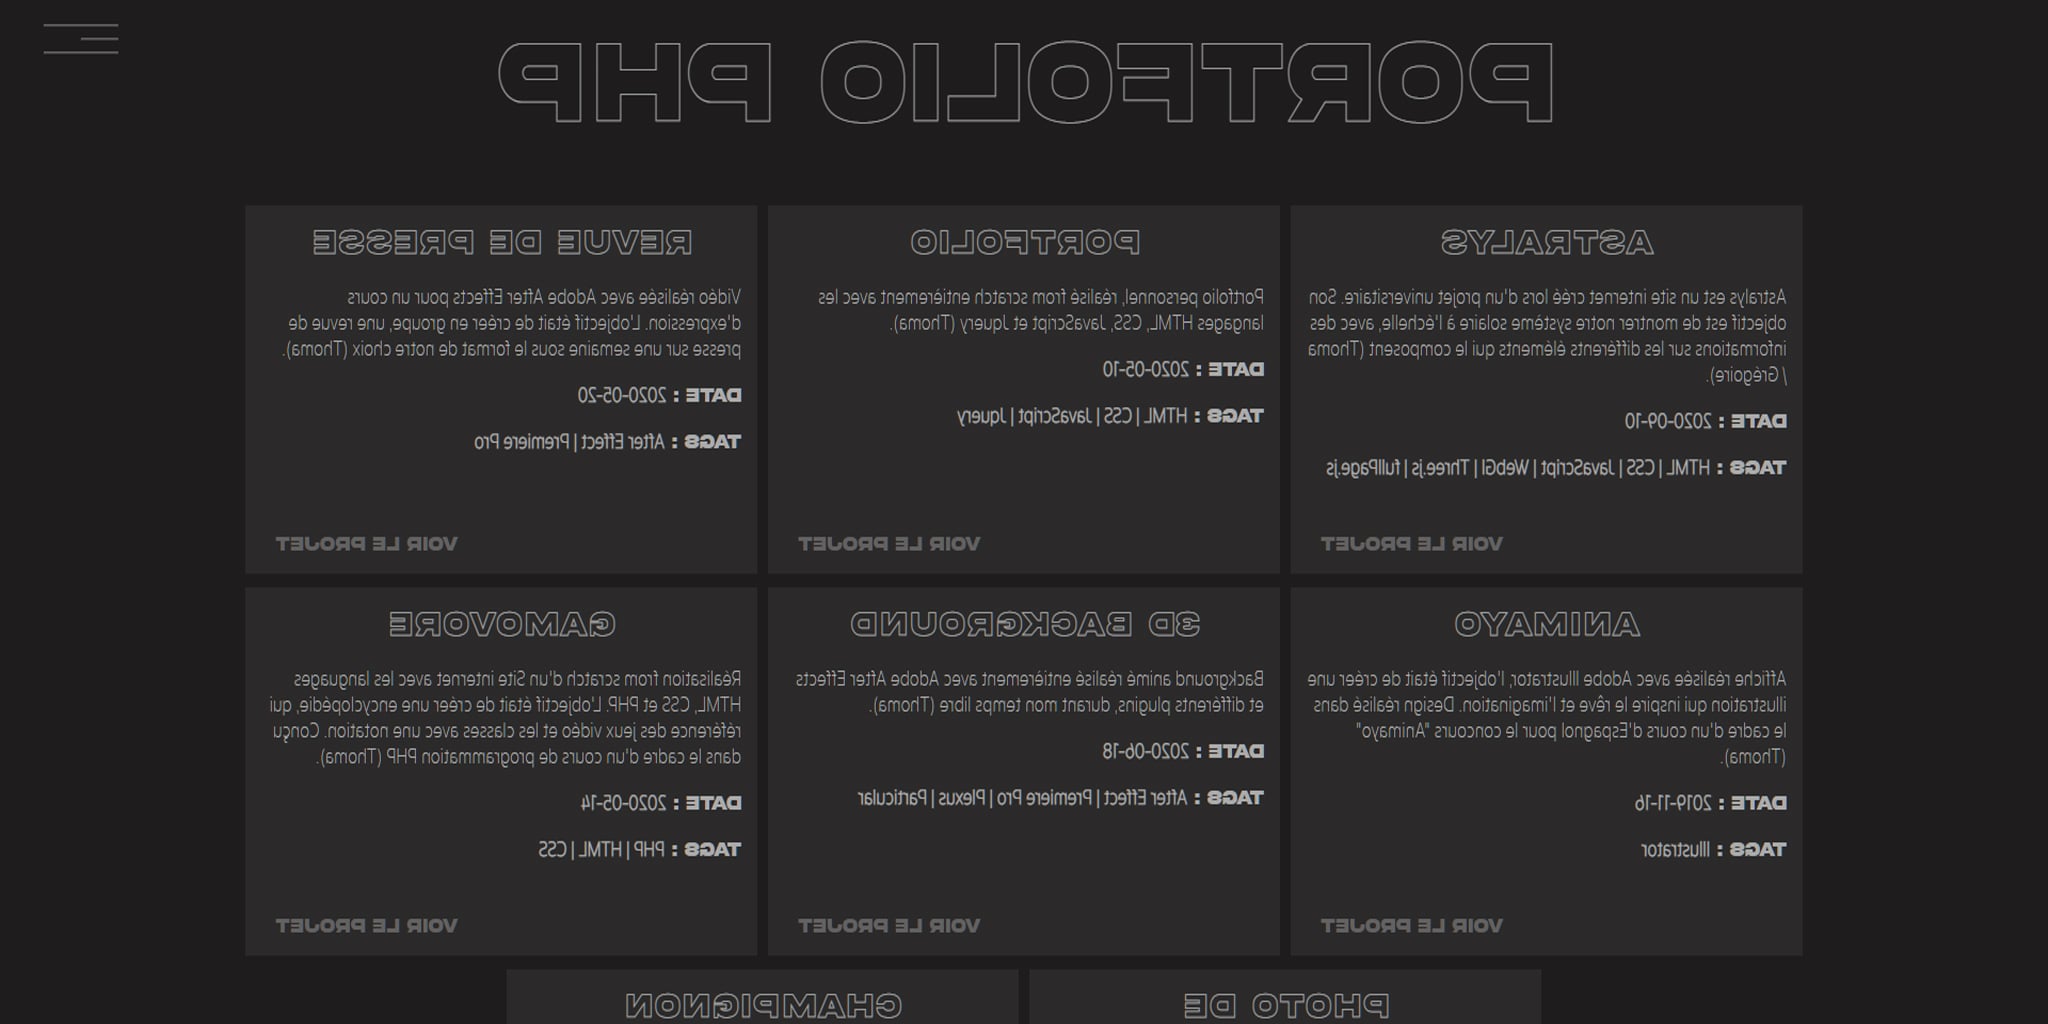 PORTFOLIO PHP
ASTRALYS
Astralys est un site internet créé lors d'un projet universitaire. Son
objectif est de montrer notre système solaire à l'échelle, avec des
informations sur les différents éléments qui le composent (Thoma
/ Grégoire).
DATE : 2020-09-10
TAGS : HTML | CSS | JavaScript | WebGl | Three.js | fullPage.js
VOIR LE PROJET
PORTFOLIO
Portfolio personnel, réalisé from scratch entièrement avec les
langages HTML, CSS, JavaScript et Jquery (Thoma).
DATE : 2020-05-10
TAGS : HTML | CSS | JavaScript | Jquery
VOIR LE PROJET
REVUE DE PRESSE
Vidéo réalisée avec Adobe After Effects pour un cours
d'expression. L'objectif était de créer en groupe, une revue de
presse sur une semaine sous le format de notre choix (Thoma).
DATE : 2020-05-20
TAGS : After Effect | Premiere Pro
VOIR LE PROJET
ANIMAYO
Affiche réalisée avec Adobe Illustrator, l'objectif était de créer une
illustration qui inspire le rêve et l'imagination. Design réalisé dans
le cadre d'un cours d'Espagnol pour le concours "Animayo"
(Thoma).
DATE : 2019-11-16
TAGS : Illustrator
VOIR LE PROJET
3D BACKGROUND
Background animé réalisé entièrement avec Adobe After Effects
et différents plugins, durant mon temps libre (Thoma).
DATE : 2020-06-18
TAGS : After Effect | Premiere Pro | Plexus | Particular
VOIR LE PROJET
GAMOVORE
Réalisation from scratch d'un Site internet avec les languages
HTML, CSS et PHP. L'objectif était de créer une encyclopédie, qui
référence des jeux vidéo et les classes avec une notation. Conçu
dans le cadre d'un cours de programmation PHP (Thoma).
DATE : 2020-05-14
TAGS : PHP | HTML | CSS
VOIR LE PROJET
PHOTO DE
CHAMPIGNON